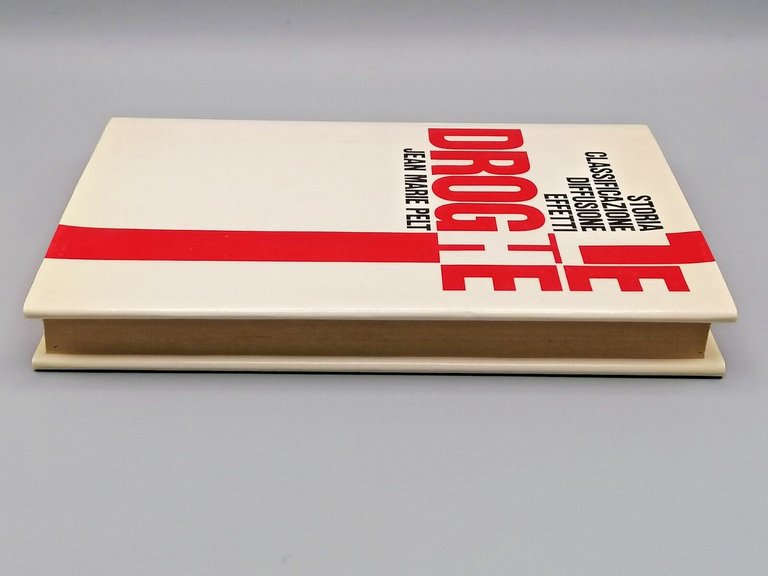 LE
DROGHE
STORIA
CLASSIFICAZIONE
DIFFUSIONE
EFFETTI
JEAN MARIE PELT